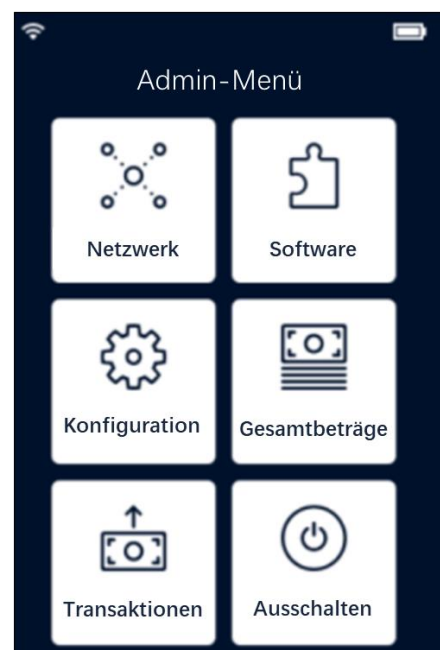 Admin-Menü
Netzwerk
Software
Konfiguration
Gesamtbeträge
Transaktionen
Ausschalten